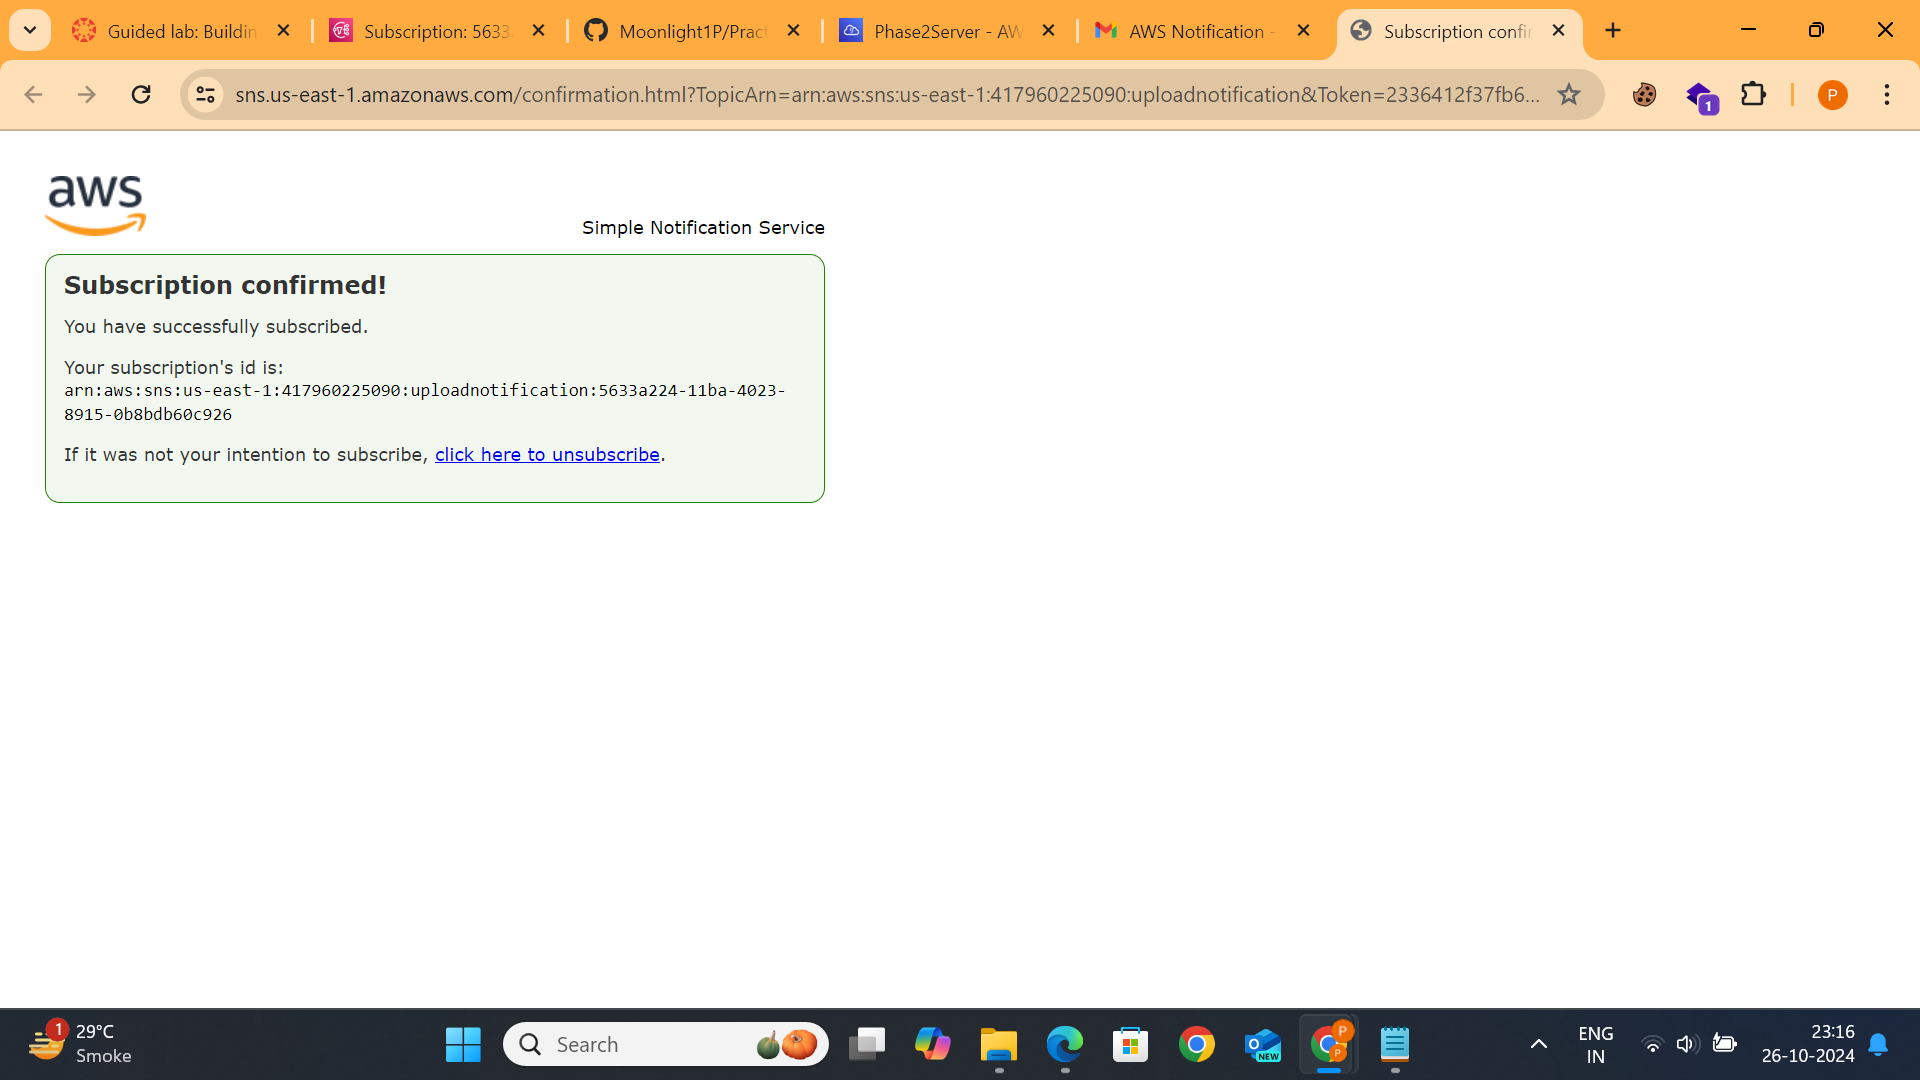 Guided lab: Buildin
Subscription: 5633
Moonlight1P/Pract
Phase2Server - AW
AWS Notification -
Subscription confir
sns.us-east-1.amazonaws.com/confirmation.html?TopicArn=arn:aws:sns:us-east-1:417960225090:uploadnotification&Token=2336412f37fb6...
1
P
aws
Simple Notification Service
Subscription confirmed!
You have successfully subscribed.
Your subscription's id is:
arn:aws:sns:us-east-1:417960225090:uploadnotification:5633a224-11ba-4023-
8915-0b8bdb60c926
If it was not your intention to subscribe, click here to unsubscribe.
1
29°C
Smoke
Search
NEW
P
P
ENG
IN
23:16
26-10-2024